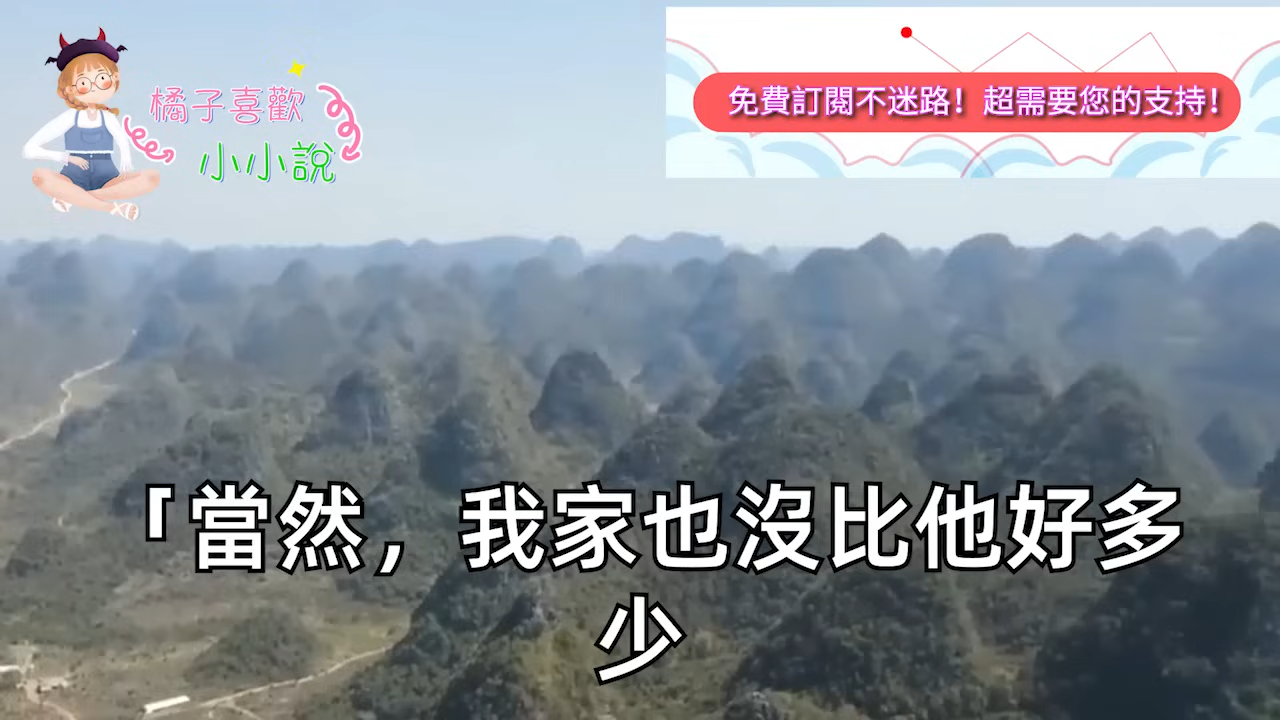 橘子喜歡
小小說
免費訂閱不迷路！超需要您的支持！
「當然，我家也沒比他好多
少